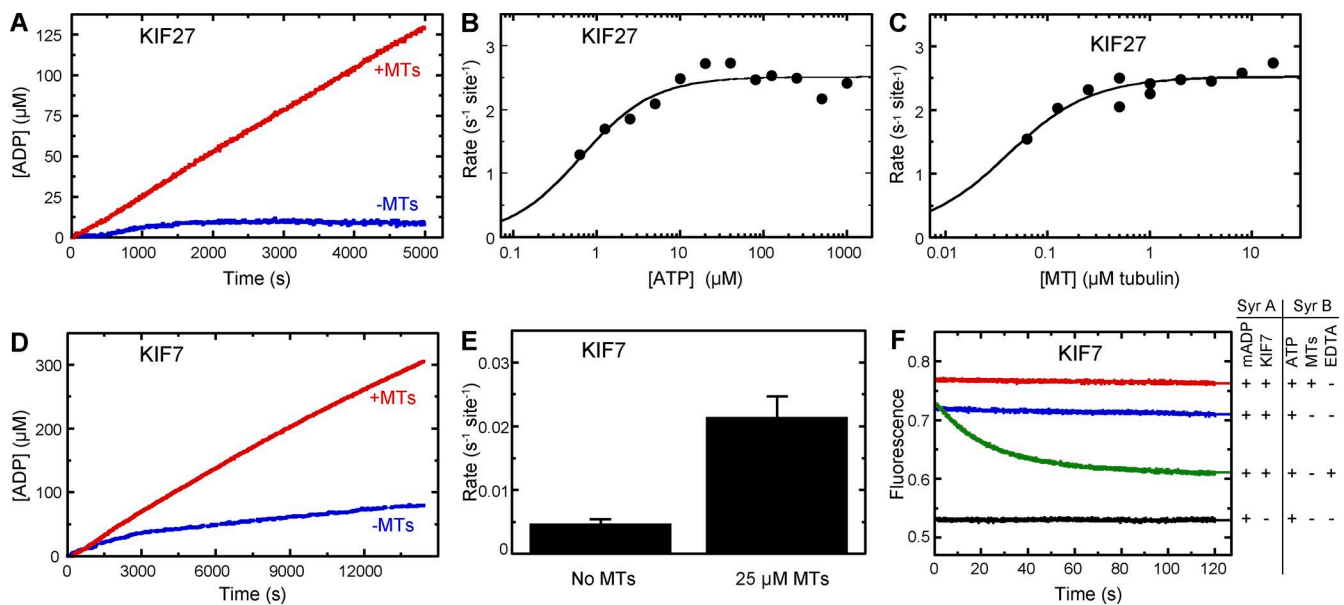 A
KIF27
125
100
75
50
25
0
[ADP] (µM)
+MTs
-MTs
0 1000 2000 3000 4000 5000
Time (s)
B
KIF27
3
2
1
0
Rate (s-1 site-1)
0.1 1 10 100 1000
[ATP] (µM)
C
KIF27
3
2
1
0
Rate (s-1 site-1)
0.01 0.1 1 10
[MT] (µM tubulin)
D
KIF7
300
200
100
0
[ADP] (µM)
+MTs
-MTs
0 3000 6000 9000 12000
Time (s)
E
KIF7
0.03
0.02
0.01
0
Rate (s-1 site-1)
No MTs 25 µM MTs
F
KIF7
0.8
0.7
0.6
0.5
Fluorescence
0 20 40 60 80 100 120
Time (s)
Syr A Syr B
mADP KIF7 ATP MTs EDTA
+ + + + -
+ + + - -
+ + + - +
+ - + - -